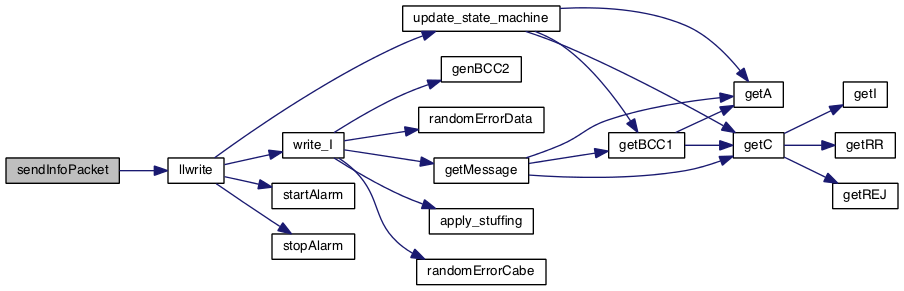 sendInfoPacket
llwrite
update_state_machine
write_I
startAlarm
stopAlarm
genBCC2
randomErrorData
getMessage
apply_stuffing
randomErrorCabe
getBCC1
getA
getC
getI
getRR
getREJ